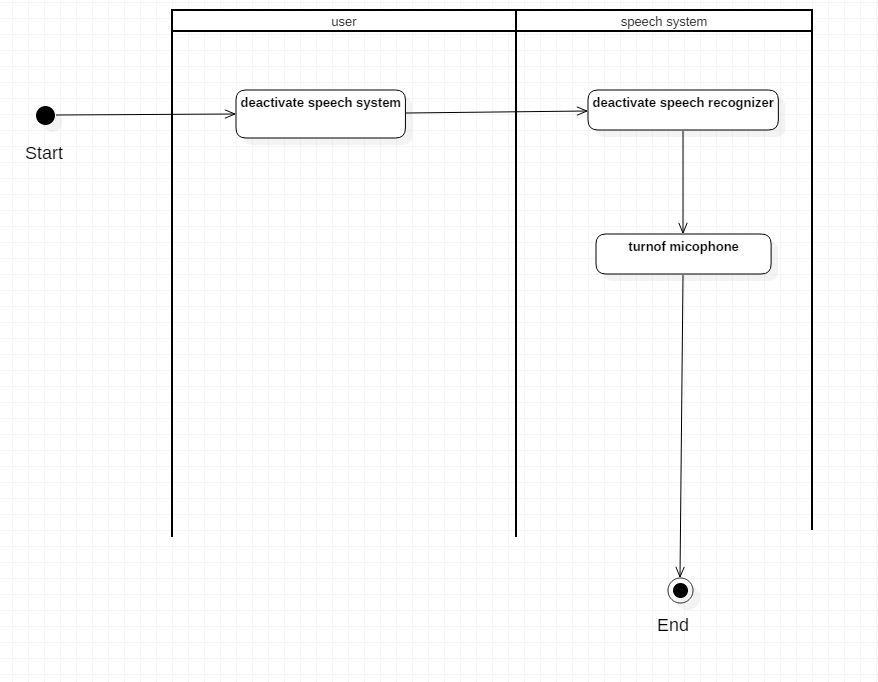 user
speech system
deactivate speech system
deactivate speech recognizer
Start
turnof micophone
End